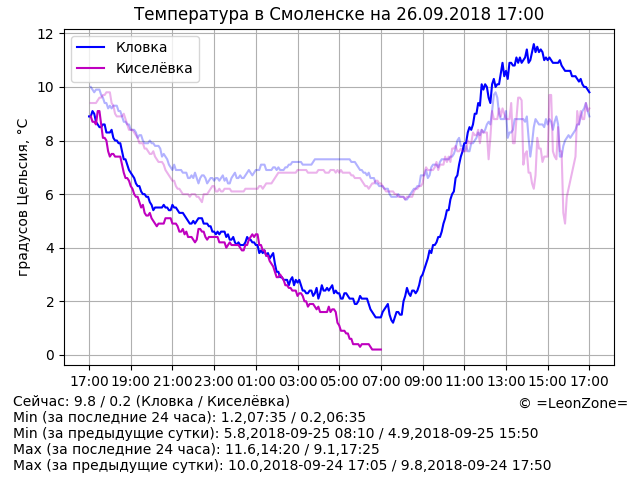 Температура в Смоленске на 26.09.2018 17:00
Кловка
Киселёвка
градусов Цельсия, °C
12
10
8
6
4
2
0
17:00 19:00 21:00 23:00 01:00 03:00 05:00 07:00 09:00 11:00 13:00 15:00 17:00
Сейчас: 9.8 / 0.2 (Кловка / Киселёвка)
© =LeonZone=
Min (за последние 24 часа): 1.2,07:35 / 0.2,06:35
Min (за предыдущие сутки): 5.8,2018-09-25 08:10 / 4.9,2018-09-25 15:50
Max (за последние 24 часа): 11.6,14:20 / 9.1,17:25
Max (за предыдущие сутки): 10.0,2018-09-24 17:05 / 9.8,2018-09-24 17:50